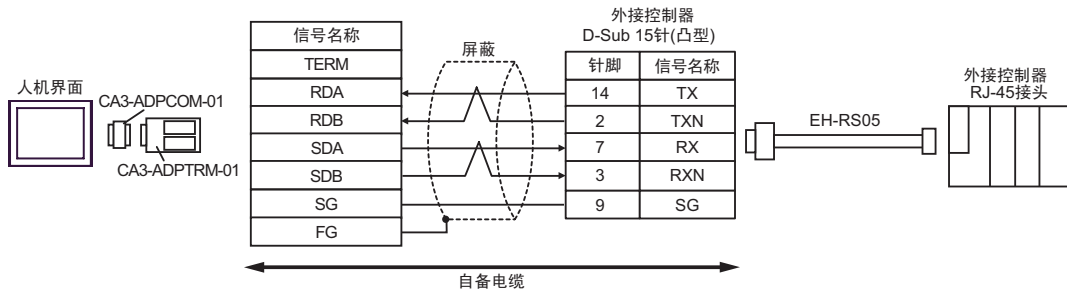 人机界面
CA3-ADPCOM-01
CA3-ADPTRM-01
信号名称
TERM
RDA
RDB
SDA
SDB
SG
FG
屏蔽
外接控制器
D-Sub 15针(凸型)
针脚 信号名称
14 TX
2 TXN
7 RX
3 RXN
9 SG
EH-RS05
外接控制器
RJ-45接头
自备电缆